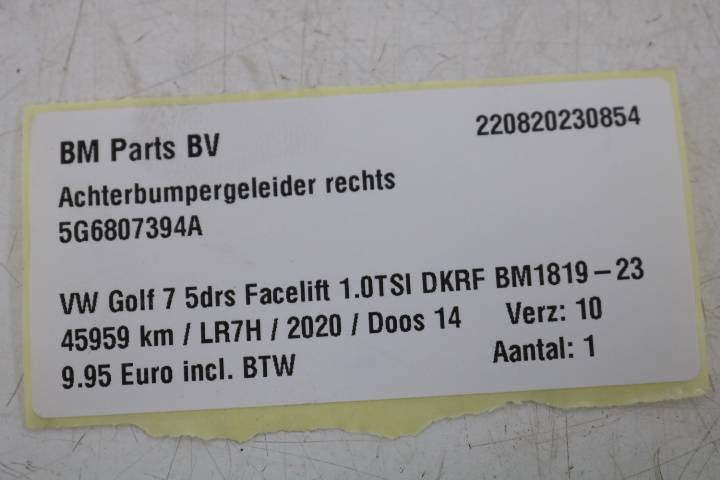 BM Parts BV 220820230854
Achterbumpergeleider rechts
5G6807394A
VW Golf 7 5drs Facelift 1.0TSI DKRF BM1819-23
45959 km / LR7H / 2020 / Doos 14 Verz: 10
9.95 Euro incl. BTW Aantal: 1